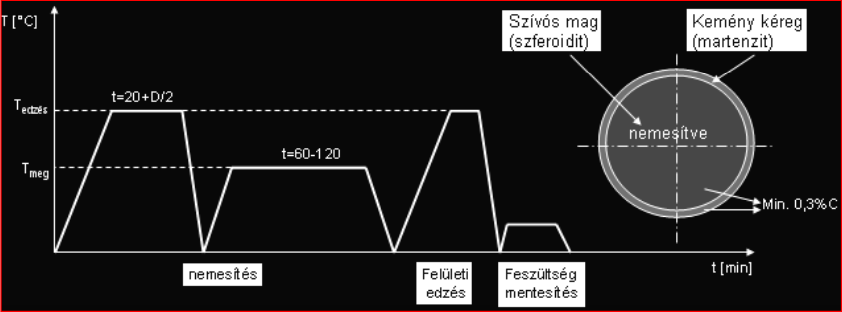 T [°C]
Szívós mag
(szferoidit)
Kemény kéreg
(martenzit)
t=20+D/2
Tedzés
t=60-120
Tmeg
nemesítve
Min. 0,3%C
t [min]
nemesítés
Felületi
edzés
Feszültség
mentesítés